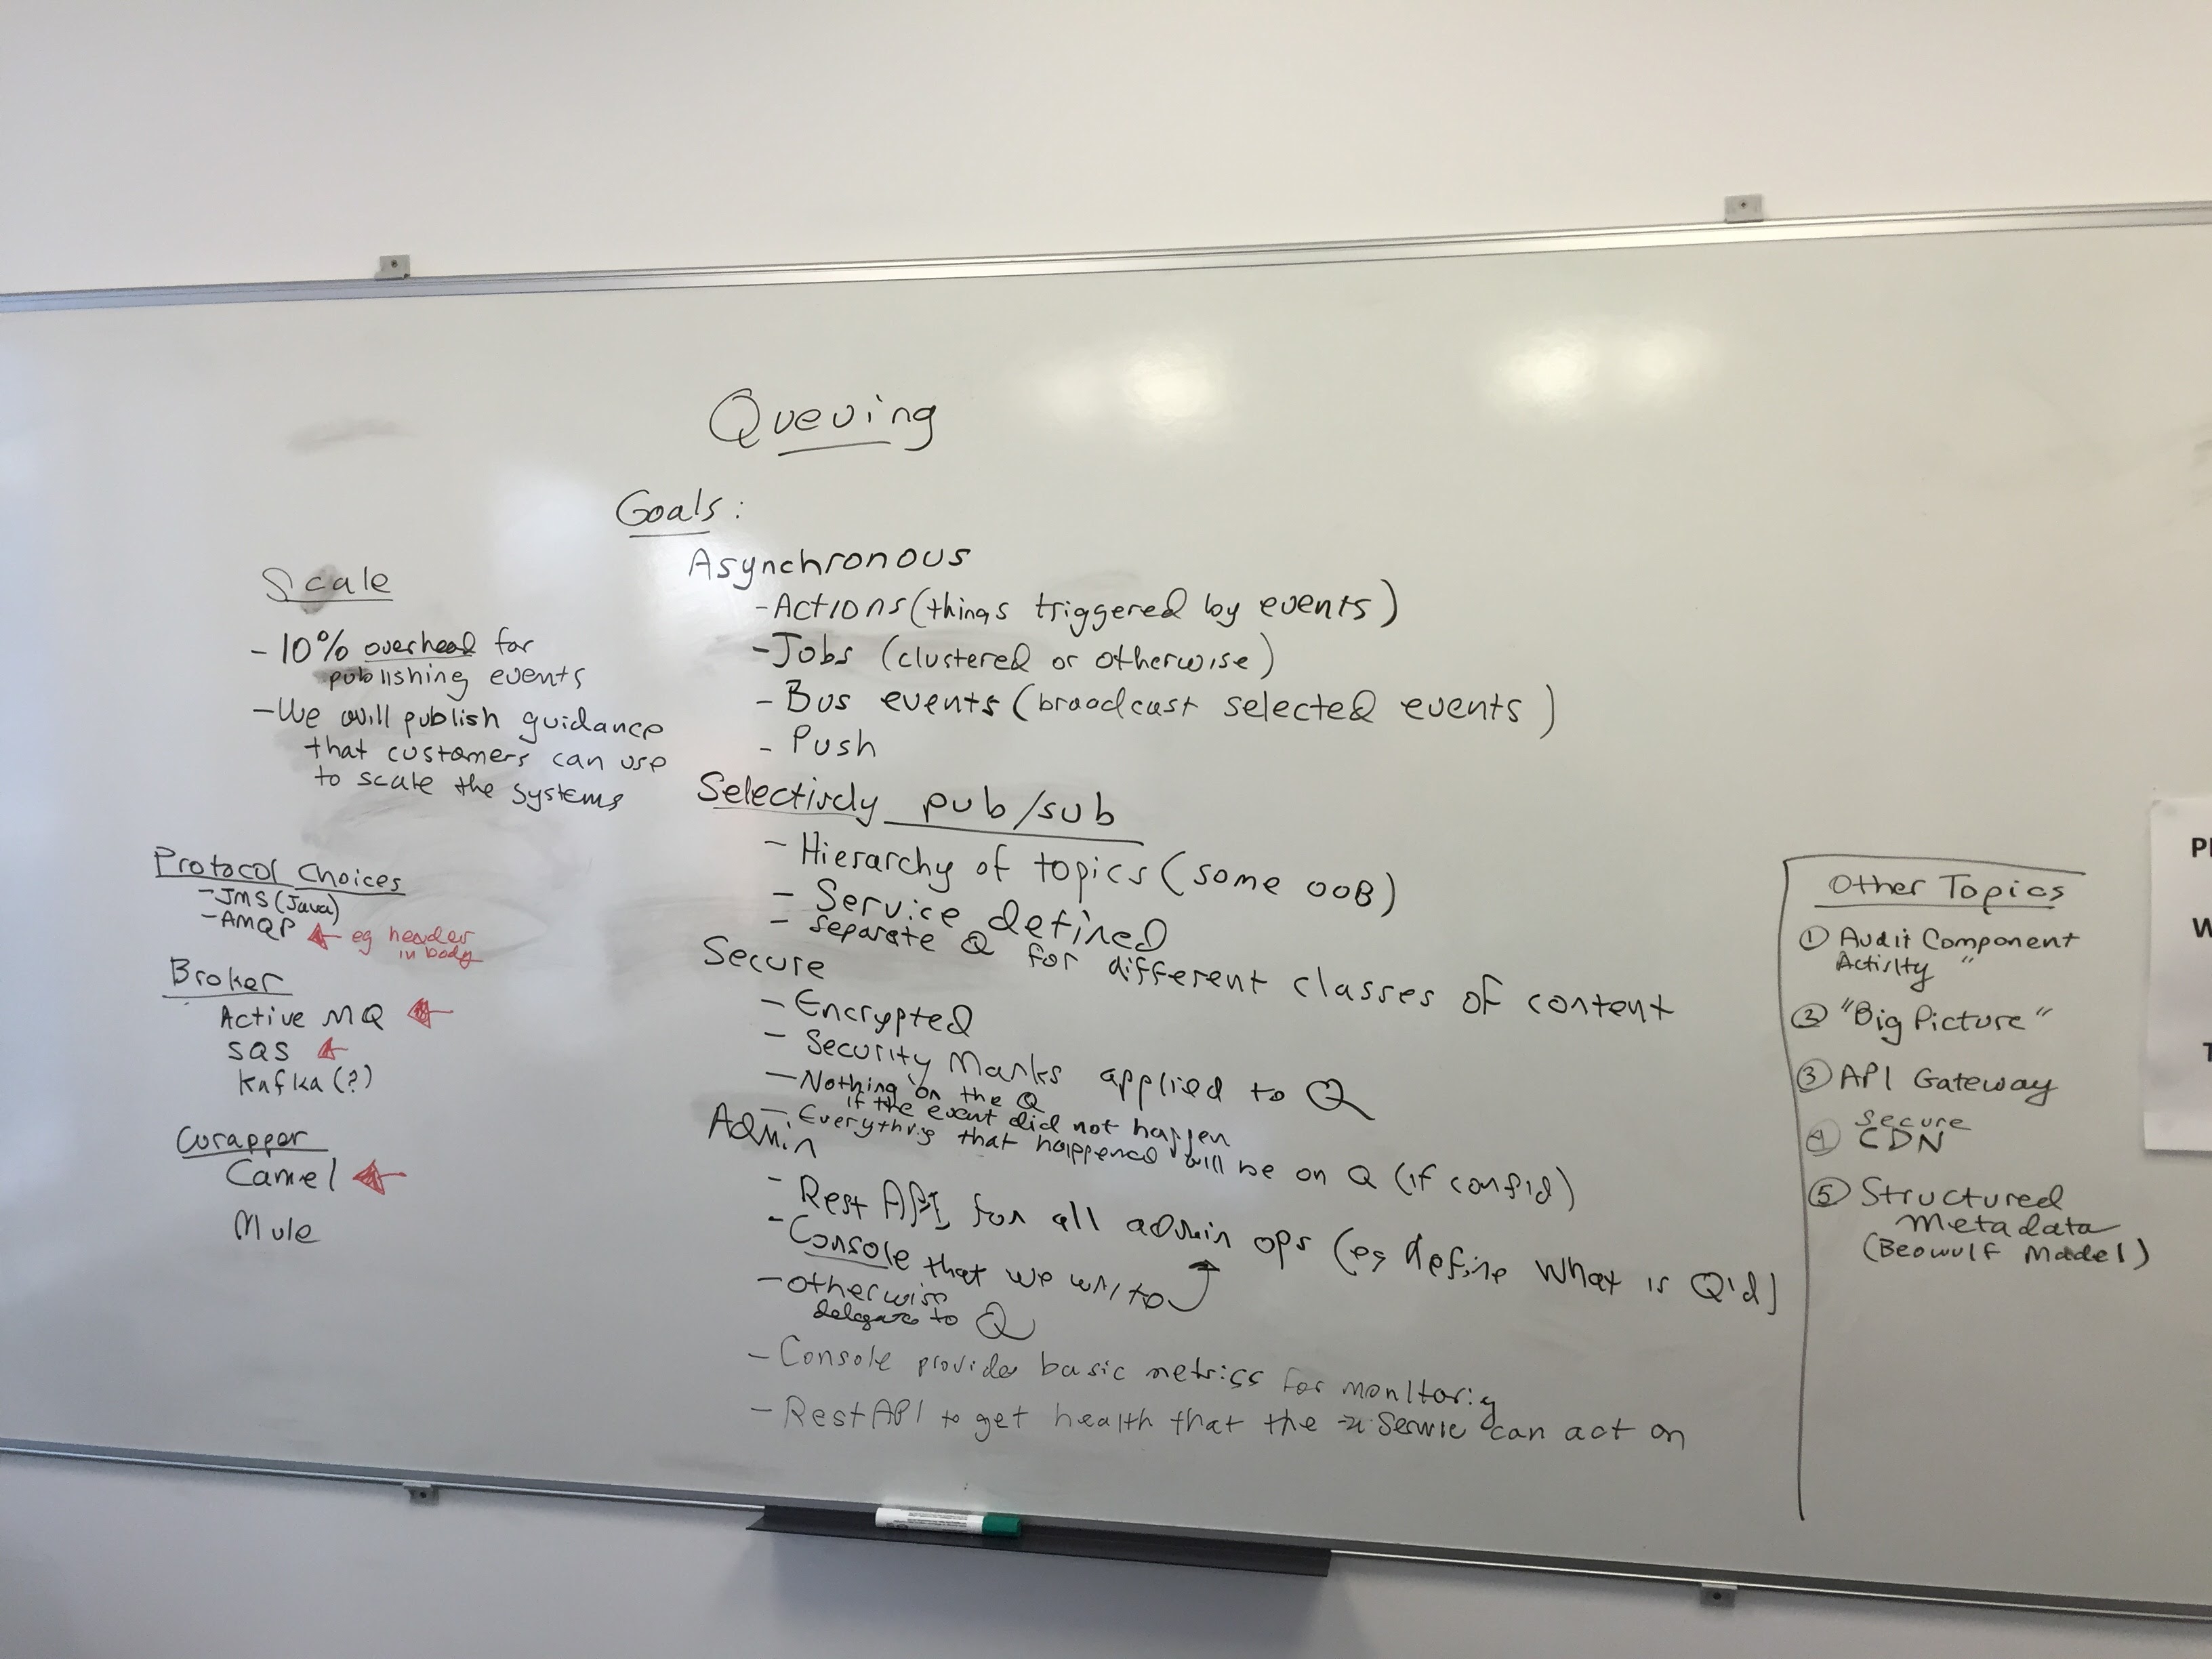 Queuing
Goals:
Asynchronous
- Actions (things triggered by events)
- Jobs (clustered or otherwise)
- Bus events (broadcast selected events)
- Push
Selectively pub/sub
- Hierarchy of topics (some OOB)
- Service defined
- separate Q for different classes of content
Secure
- Encrypted
- Security Marks applied to Q
- Nothing on the Q
if the event did not happen
- Everything that happened will be on Q (if config'd)
Admin
- Rest API for all admin ops (eg define what is Q'd)
- Console that we write
- otherwise
delegate to Q
- Console provides basic metrics for monitoring
- Rest API to get health that the Service can act on
Scale
- 10% overhead for
publishing events
- We will publish guidance
that customers can use
to scale the systems
Protocol Choices
- JMS (Java)
- AMQP eg header
in body
Broker
Active MQ
SQS
Kafka (?)
Wrapper
Camel
Mule
Other Topics
① Audit Component
Activity "
② "Big Picture"
③ API Gateway
④ Secure
CDN
⑤ Structured
Metadata
(Beowulf Model)